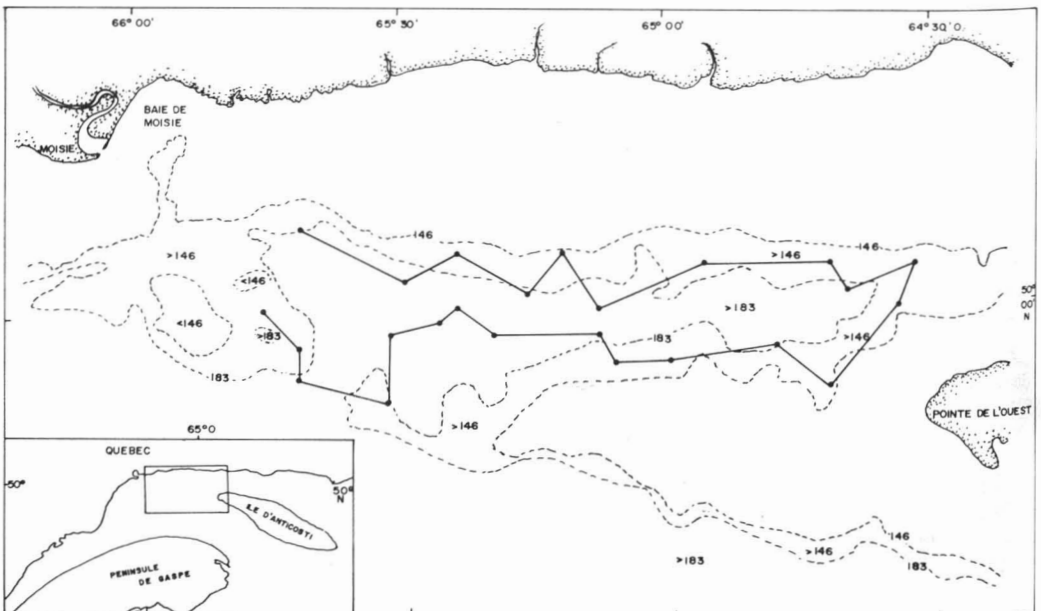 66° 00'
65° 30'
65° 00
64° 30' 0.
BAIE DE
MOISIE
MOISIE
146
146
>146
>146
<146
50°
00'
N
<146
>183
>183
>146
183
183
>146
POINTE DE L'OUEST
65°0
QUEBEC
50°
50°
N
ILE D'ANTICOSTI
PENINSULE
DE GASPE
146
>146
>183
183